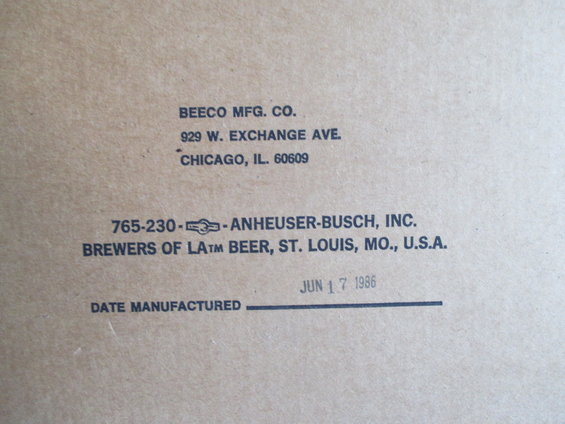 BEECO MFG. CO.
929 W. EXCHANGE AVE.
CHICAGO, IL. 60609
765-230- - ANHEUSER-BUSCH, INC.
BREWERS OF LA™ BEER, ST. LOUIS, MO., U.S.A.
JUN 17 1986
DATE MANUFACTURED